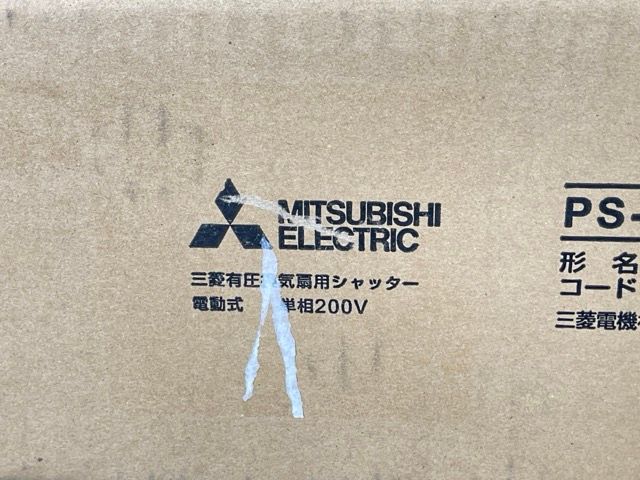 MITSUBISHI
ELECTRIC
三菱有圧 気扇用シャッター
電動式 単相200V
PS-
形 名
コード
三菱電機